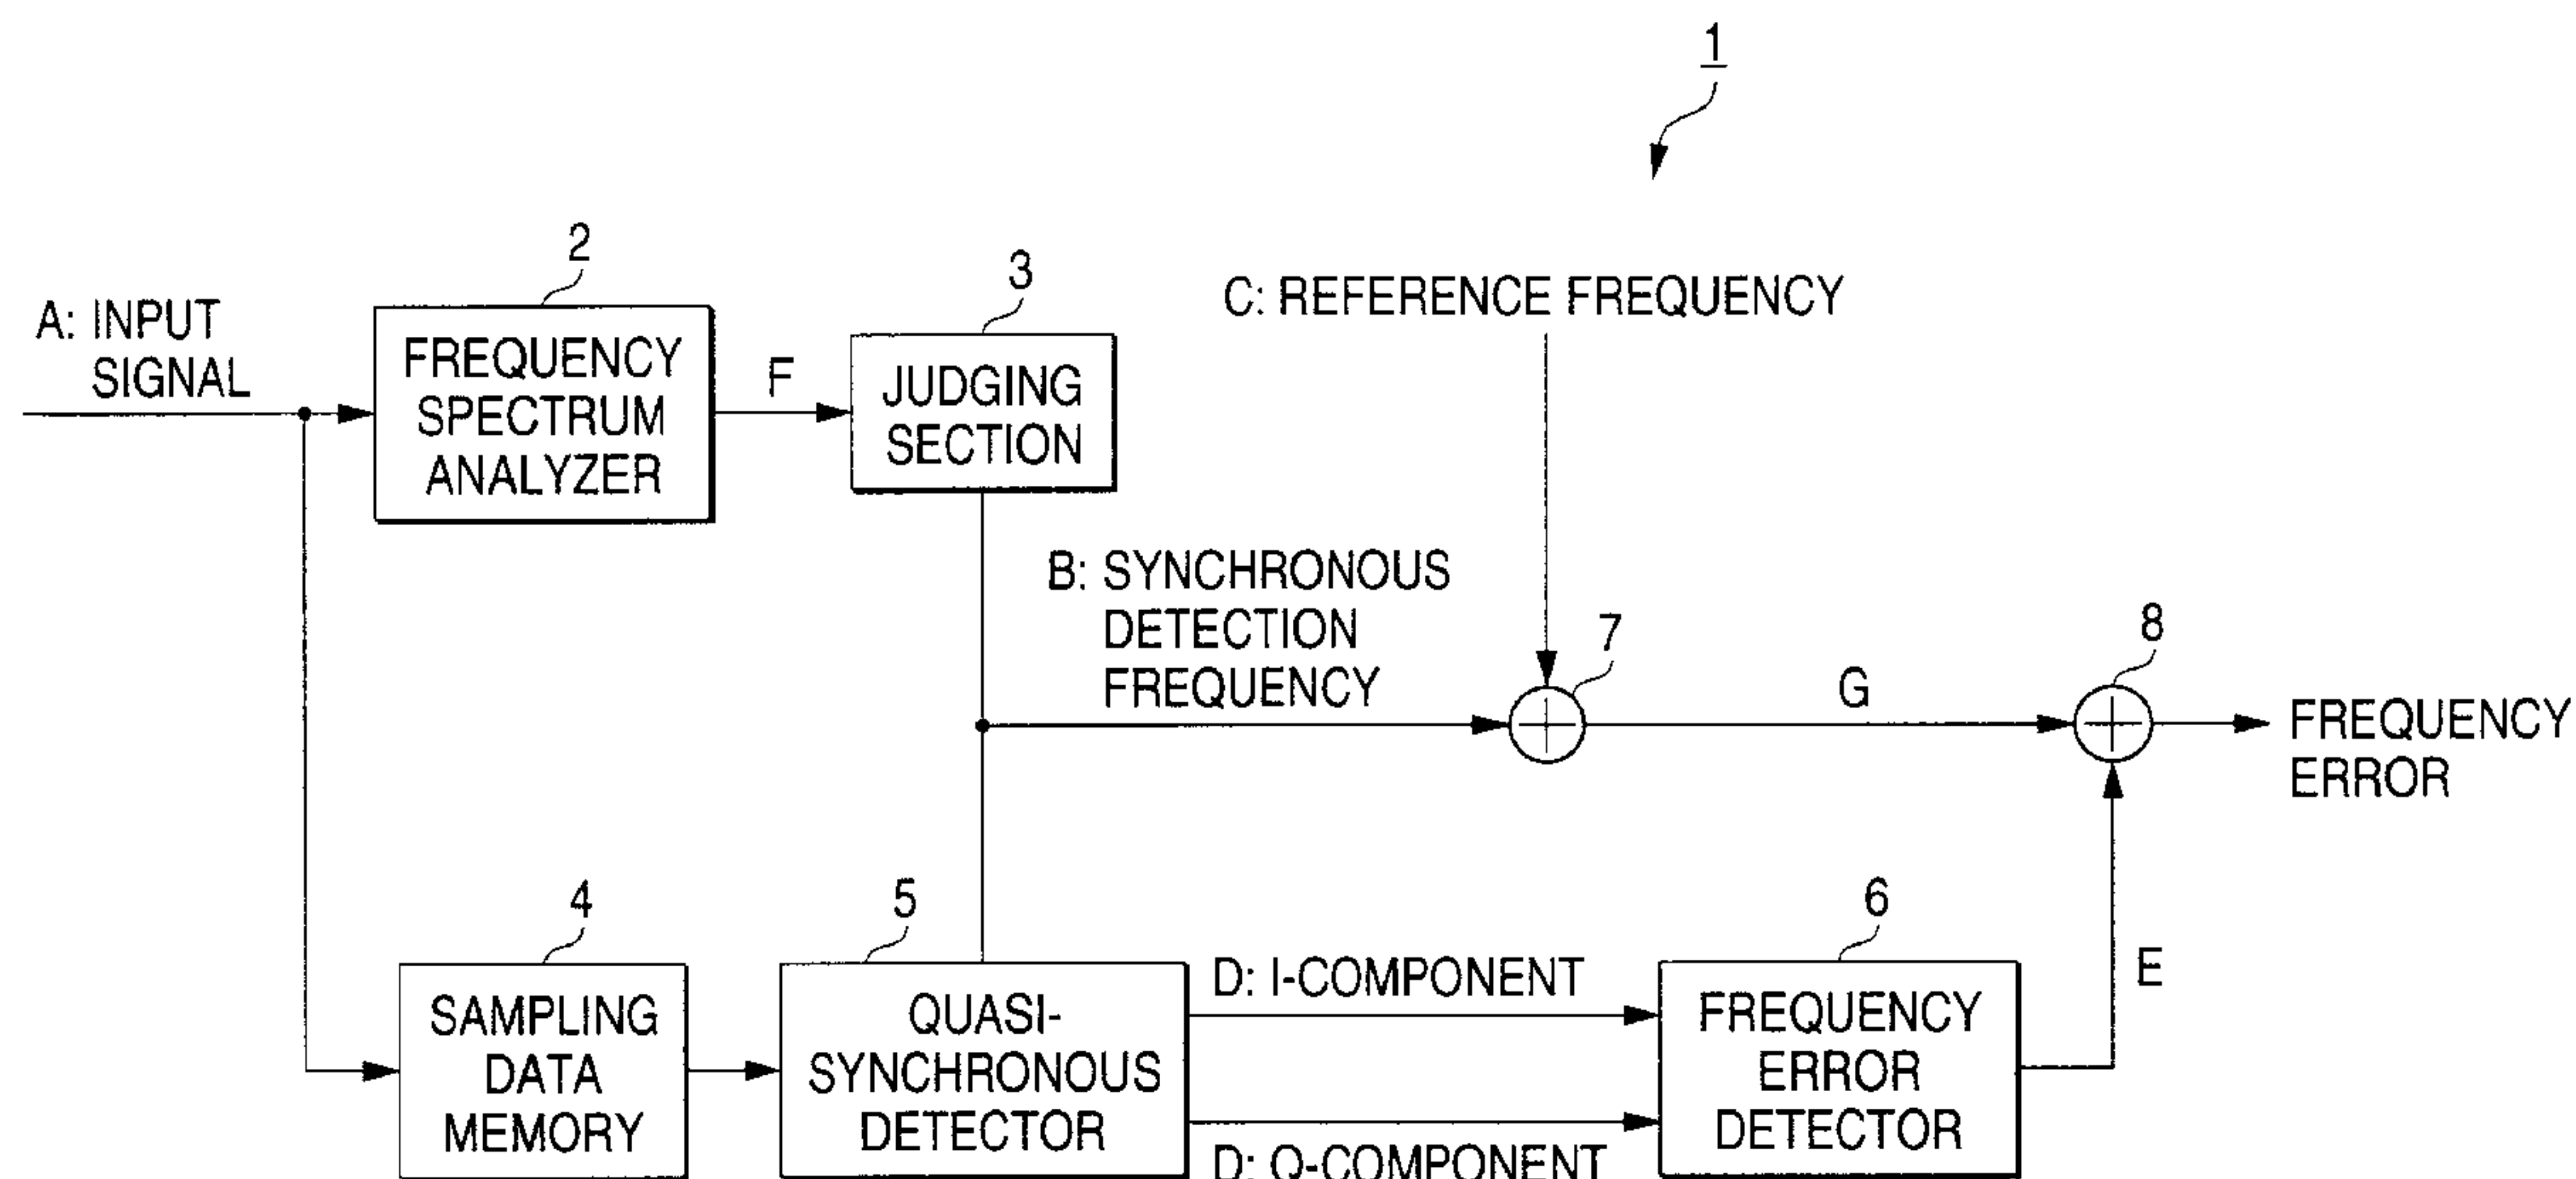 1
2
3
C: REFERENCE FREQUENCY
A: INPUT
SIGNAL
FREQUENCY
SPECTRUM
ANALYZER
F
JUDGING
SECTION
B: SYNCHRONOUS
DETECTION
FREQUENCY
7
G
8
FREQUENCY
ERROR
4
5
6
SAMPLING
DATA
MEMORY
QUASI-
SYNCHRONOUS
DETECTOR
D: I-COMPONENT
D: Q-COMPONENT
FREQUENCY
ERROR
DETECTOR
E